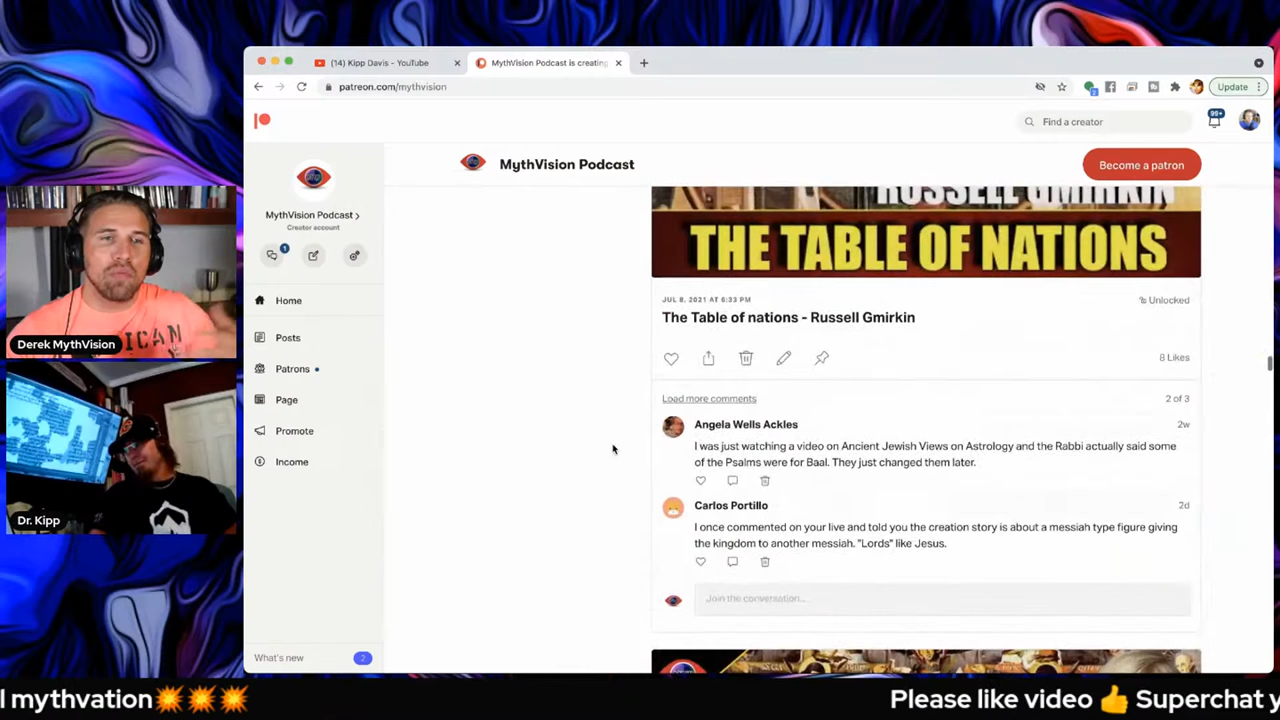 (14) Kipp Davis - YouTube
MythVision Podcast is creating
patreon.com/mythvision
Update
Find a creator
99+
MythVision Podcast
Become a patron
MythVision Podcast
Creator account
1
Home
Posts
Patrons
Page
Promote
Income
What's new
2
RUSSELL GMIRKIN
THE TABLE OF NATIONS
JUL 8, 2021 AT 6:33 PM
Unlocked
The Table of nations - Russell Gmirkin
8 Likes
Load more comments
2 of 3
Angela Wells Ackles
2w
I was just watching a video on Ancient Jewish Views on Astrology and the Rabbi actually said some
of the Psalms were for Baal. They just changed them later.
Carlos Portillo
2d
I once commented on your live and told you the creation story is about a messiah type figure giving
the kingdom to another messiah. "Lords" like Jesus.
Join the conversation...
Derek MythVision
Dr. Kipp
l mythvation💥💥💥
Please like video 👍 Superchat y